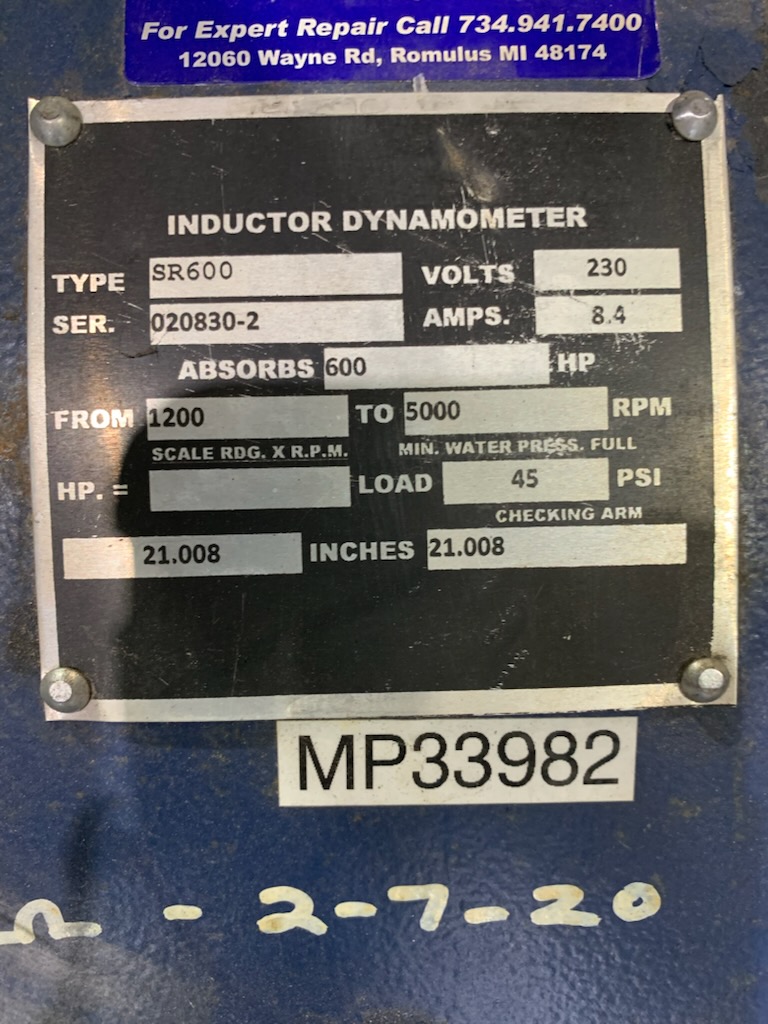 For Expert Repair Call 734.941.7400
12060 Wayne Rd, Romulus MI 48174
INDUCTOR DYNAMOMETER
TYPE SR600 VOLTS 230
SER. 020830-2 AMPS. 8.4
ABSORBS 600 HP
FROM 1200 TO 5000 RPM
SCALE RDG. X R.P.M. MIN. WATER PRESS. FULL
HP. = LOAD 45 PSI
CHECKING ARM
21.008 INCHES 21.008
MP33982
Ω - 2-7-20